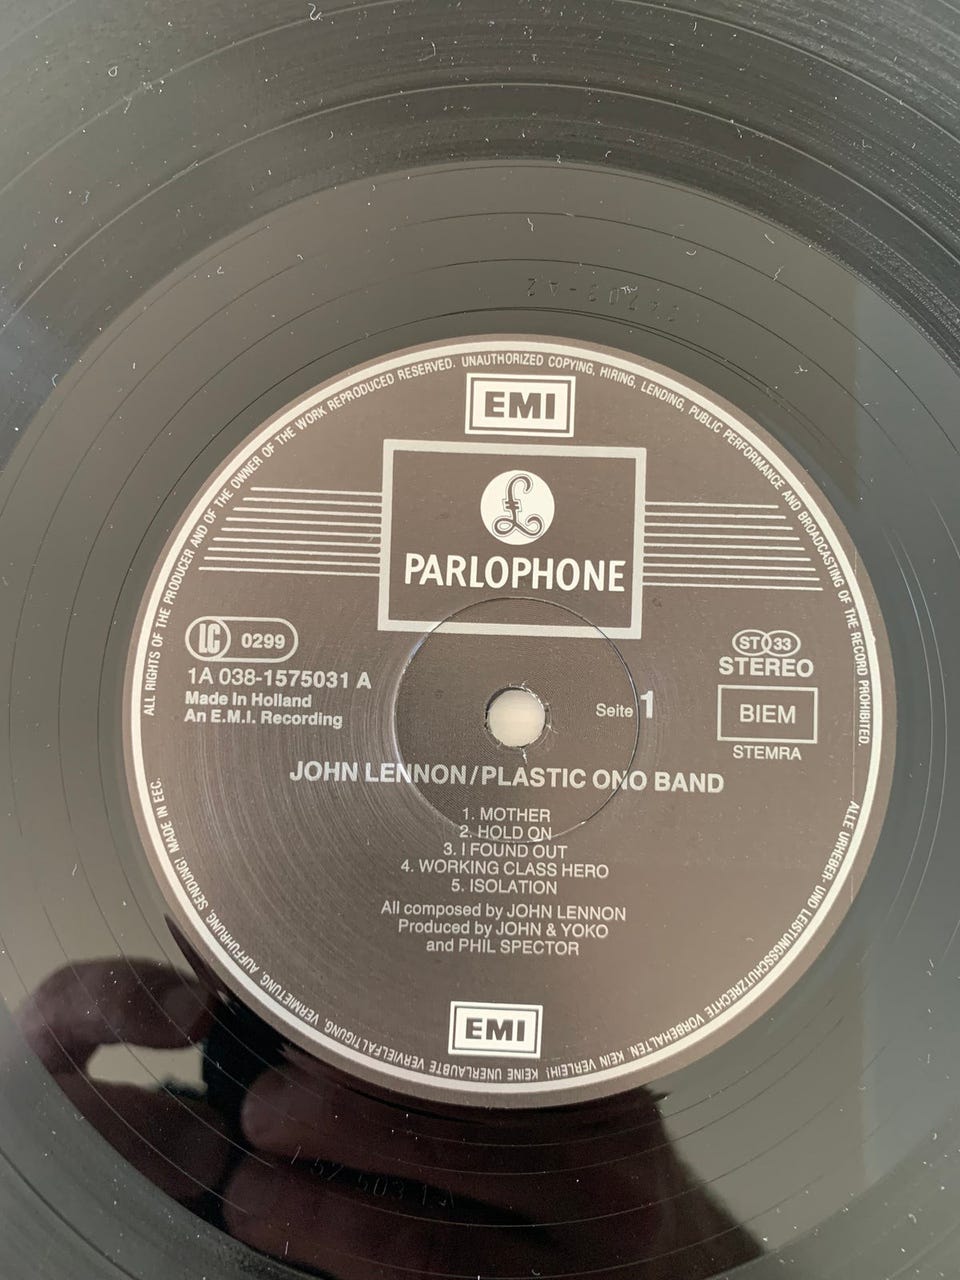 ALL RIGHTS OF THE PRODUCER AND OF THE OWNER OF THE WORK REPRODUCED RESERVED. UNAUTHORIZED COPYING, HIRING, LENDING, PUBLIC PERFORMANCE AND BROADCASTING OF THE RECORD PROHIBITED.
EMI
£
PARLOPHONE
LC 0299
1A 038-1575031 A
Made in Holland
An E.M.I. Recording
Seite 1
ST 33
STEREO
BIEM
STEMRA
JOHN LENNON/PLASTIC ONO BAND
1. MOTHER
2. HOLD ON
3. I FOUND OUT
4. WORKING CLASS HERO
5. ISOLATION
All composed by JOHN LENNON
Produced by JOHN & YOKO
and PHIL SPECTOR
EMI
ALLE URHEBER- UND LEISTUNGSSCHUTZRECHTE VORBEHALTEN. KEIN VERLEIH! KEINE UNERLAUBTE VERVIELFÄLTIGUNG, VERMIETUNG, AUFFÜHRUNG, SENDUNG! MADE IN EEC.